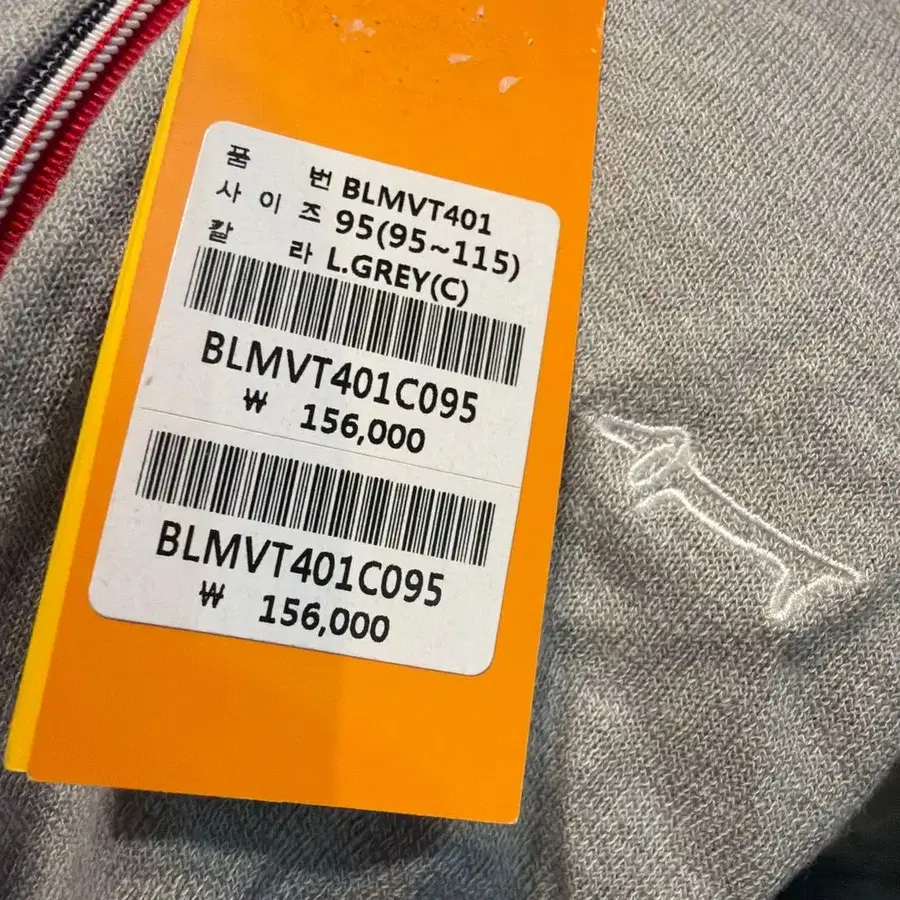 품 번 BLMVT401
사 이 즈 95(95~115)
칼 라 L.GREY(C)
BLMVT401C095
₩ 156,000
BLMVT401C095
₩ 156,000